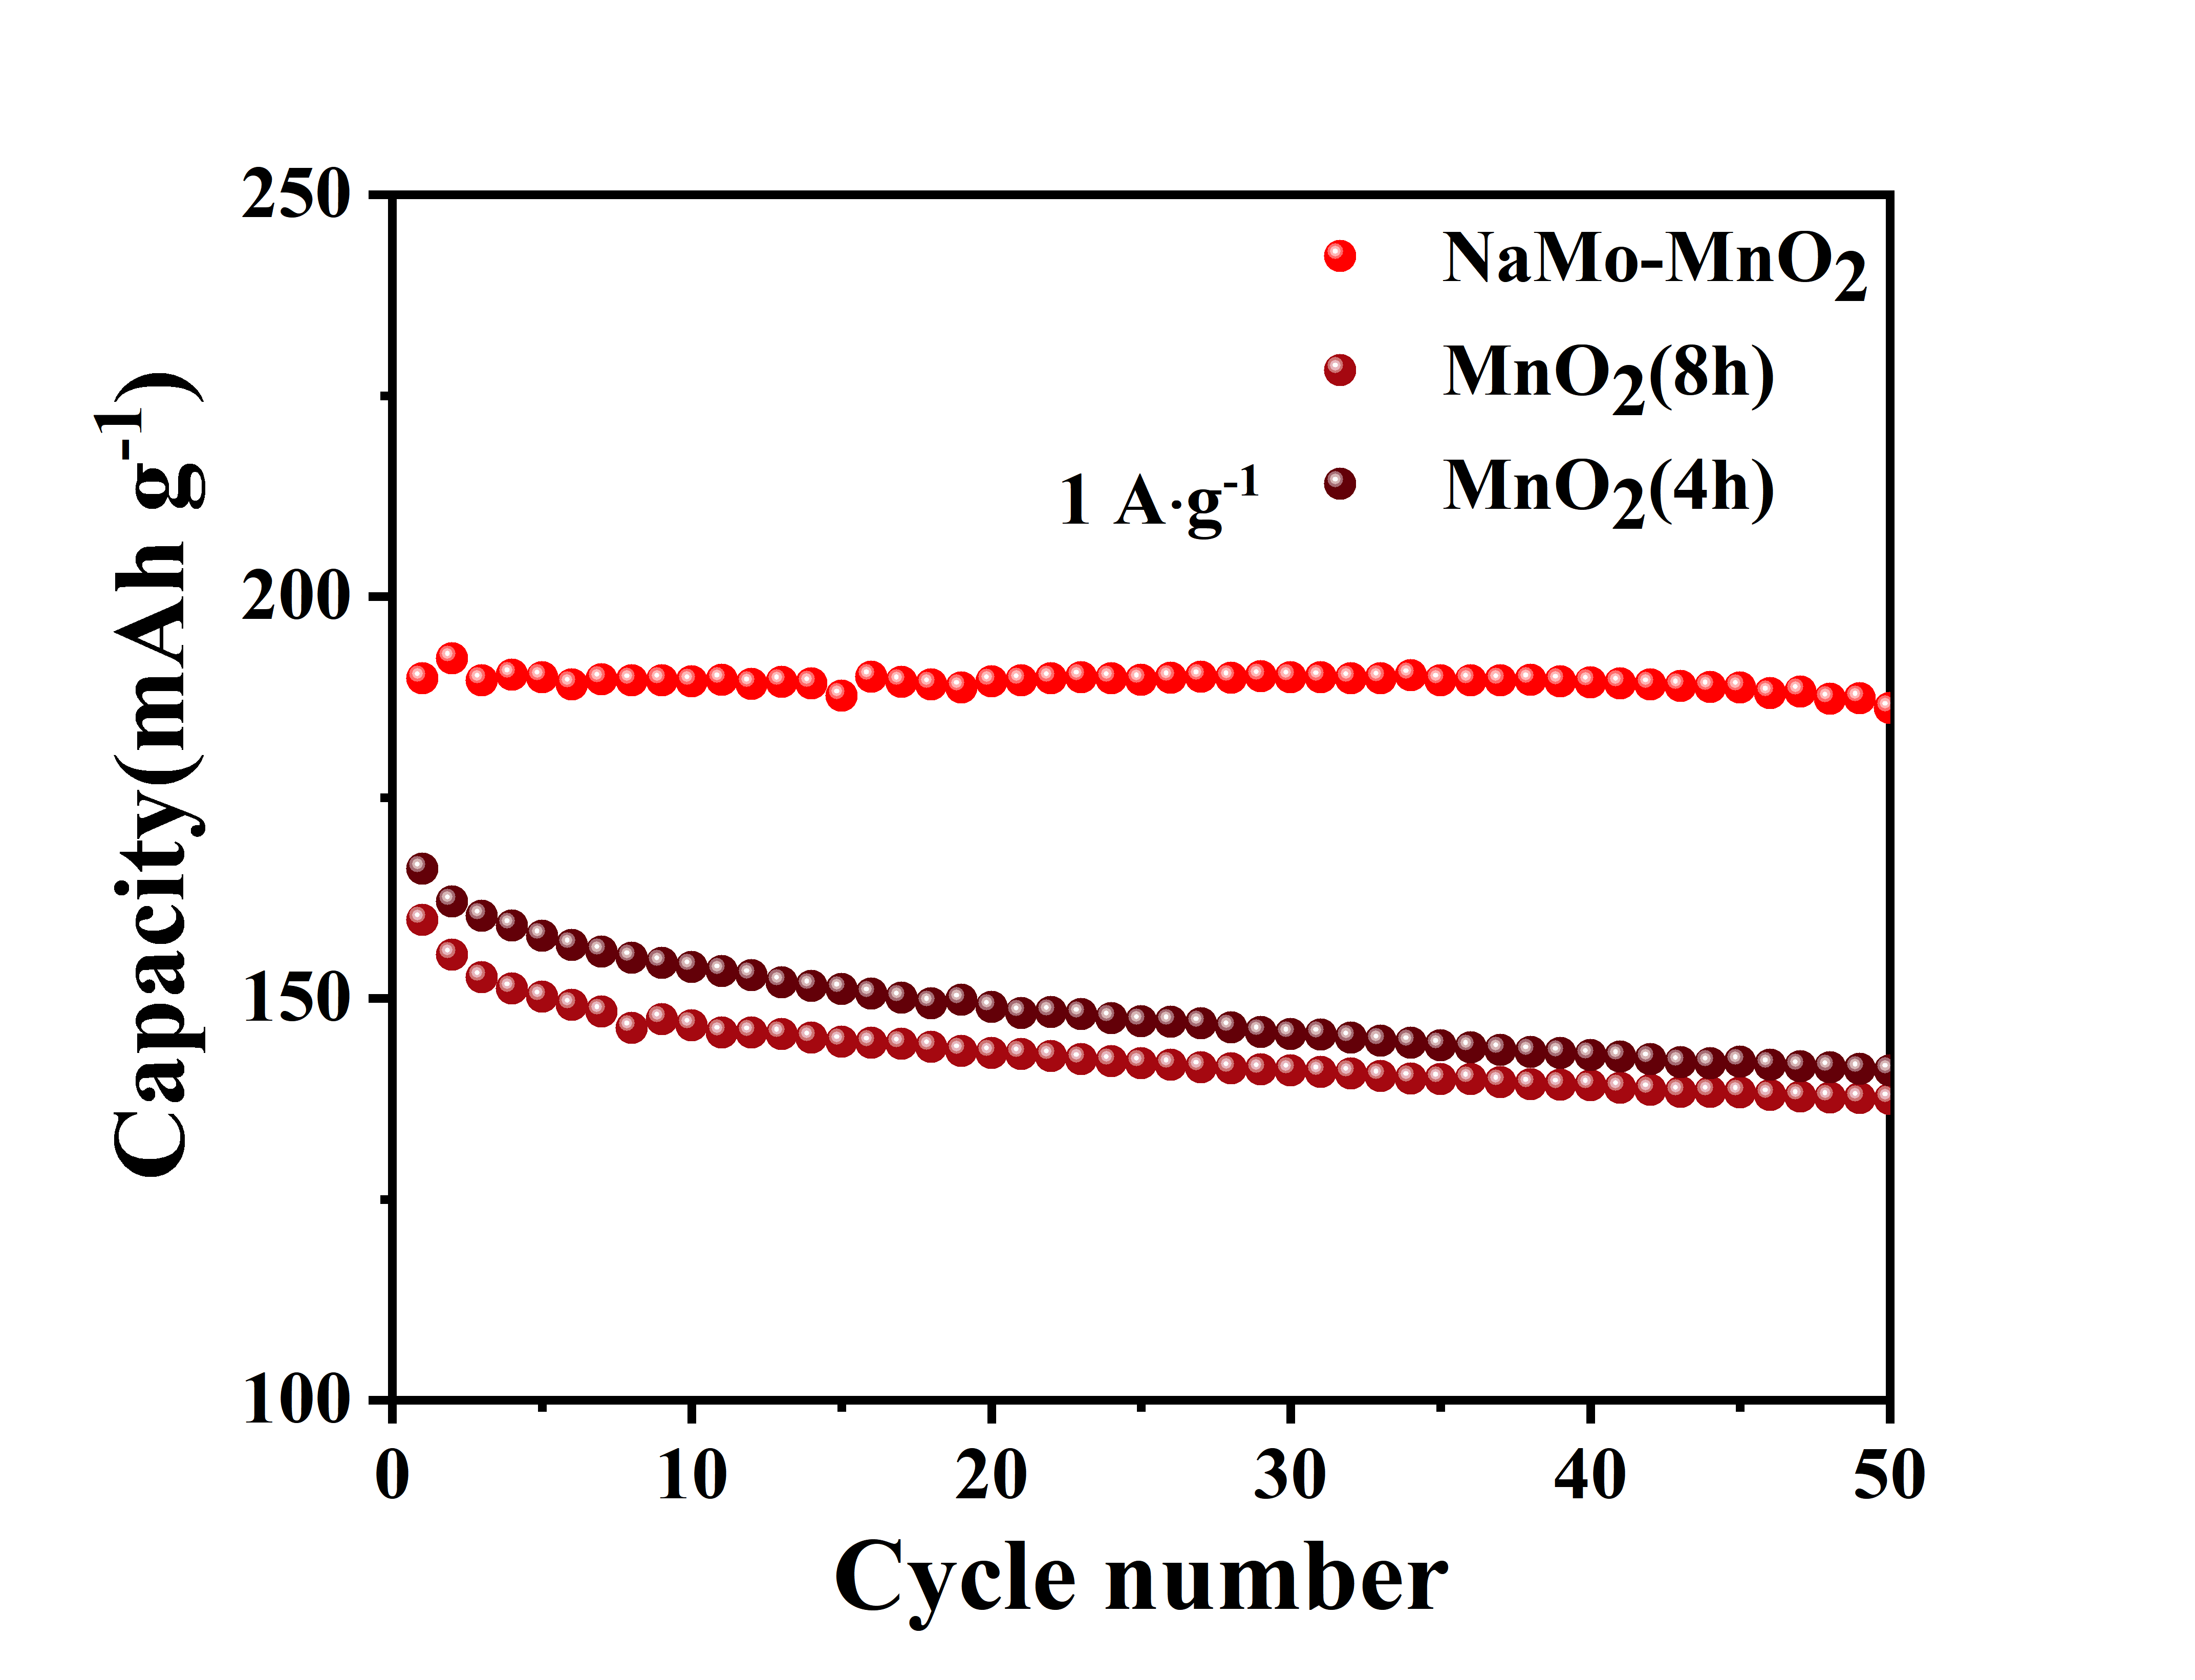 250
200
150
100
0 10 20 30 40 50
Capacity(mAh g⁻¹)
Cycle number
NaMo-MnO₂
MnO₂(8h)
MnO₂(4h)
1 A·g⁻¹